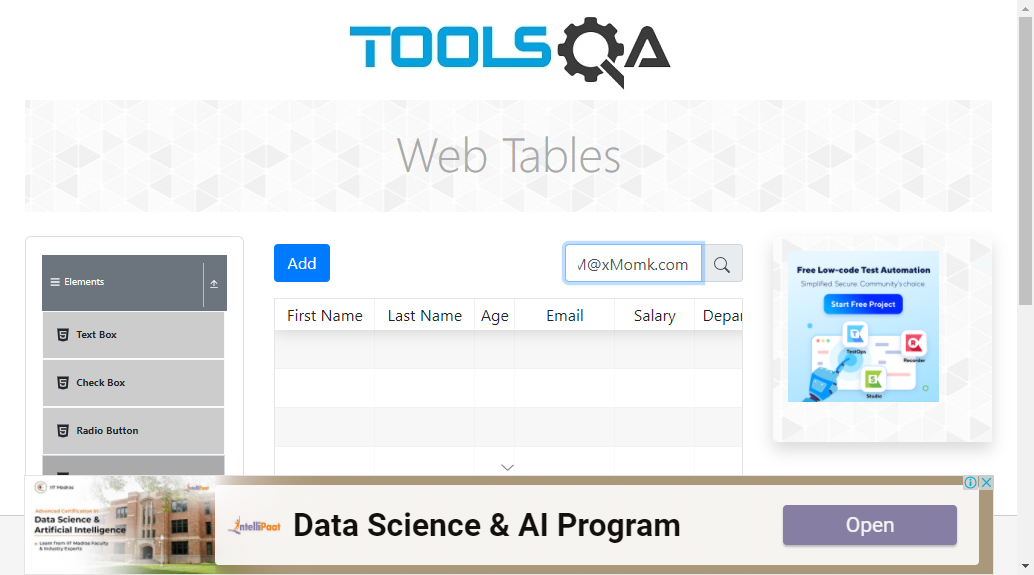 TOOLSQA
Web Tables
Elements
Text Box
Check Box
Radio Button
Add
@xMomk.com
First Name Last Name Age Email Salary Depar
Free Low-code Test Automation
Simplified. Secure. Community's choice
Start Free Project
TestOps
Recorder
Studio
IIT Madras
Advanced Certification in
Data Science &
Artificial Intelligence
Learn from IIT Madras Faculty
& Industry Experts
intelliPaat
intelliPaat
Data Science & AI Program
Open